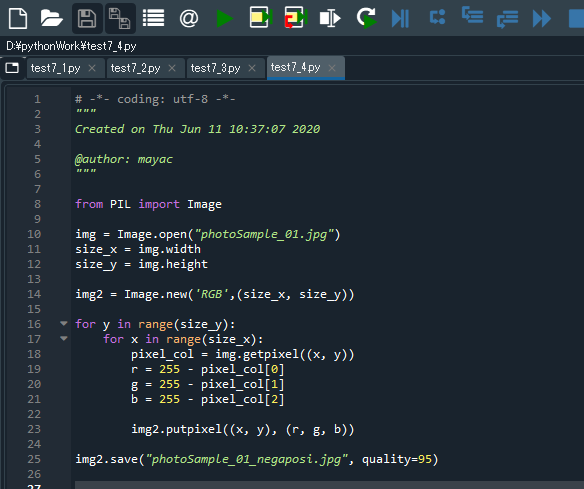 D:¥pythonWork¥test7_4.py
test7_1.py × test7_2.py × test7_3.py × test7_4.py ×
1 # -*- coding: utf-8 -*-
2 """
3 Created on Thu Jun 11 10:37:07 2020
4
5 @author: mayac
6 """
7
8 from PIL import Image
9
10 img = Image.open("photoSample_01.jpg")
11 size_x = img.width
12 size_y = img.height
13
14 img2 = Image.new('RGB',(size_x, size_y))
15
16 for y in range(size_y):
17 for x in range(size_x):
18 pixel_col = img.getpixel((x, y))
19 r = 255 - pixel_col[0]
20 g = 255 - pixel_col[1]
21 b = 255 - pixel_col[2]
22
23 img2.putpixel((x, y), (r, g, b))
24
25 img2.save("photoSample_01_negaposi.jpg", quality=95)
26
27